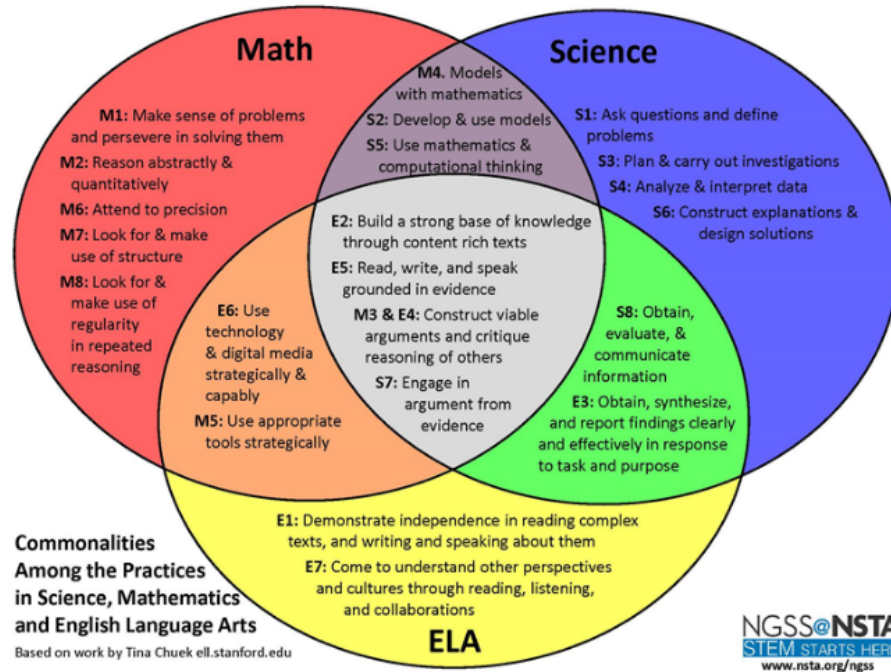 Math
Science
M1: Make sense of problems
and persevere in solving them
M2: Reason abstractly &
quantitatively
M6: Attend to precision
M7: Look for & make
use of structure
M8: Look for &
make use of
regularity
in repeated
reasoning
M4. Models
with mathematics
S2: Develop & use models
S5: Use mathematics &
computational thinking
S1: Ask questions and define
problems
S3: Plan & carry out investigations
S4: Analyze & interpret data
S6: Construct explanations &
design solutions
E2: Build a strong base of knowledge
through content rich texts
E5: Read, write, and speak
grounded in evidence
M3 & E4: Construct viable
arguments and critique
reasoning of others
S7: Engage in
argument from
evidence
E6: Use
technology
& digital media
strategically &
capably
M5: Use appropriate
tools strategically
S8: Obtain,
evaluate, &
communicate
information
E3: Obtain, synthesize,
and report findings clearly
and effectively in response
to task and purpose
E1: Demonstrate independence in reading complex
texts, and writing and speaking about them
E7: Come to understand other perspectives
and cultures through reading, listening,
and collaborations
ELA
Commonalities
Among the Practices
in Science, Mathematics
and English Language Arts
Based on work by Tina Chuek ell.stanford.edu
NGSS@NSTA
STEM STARTS HERE
www.nsta.org/ngss